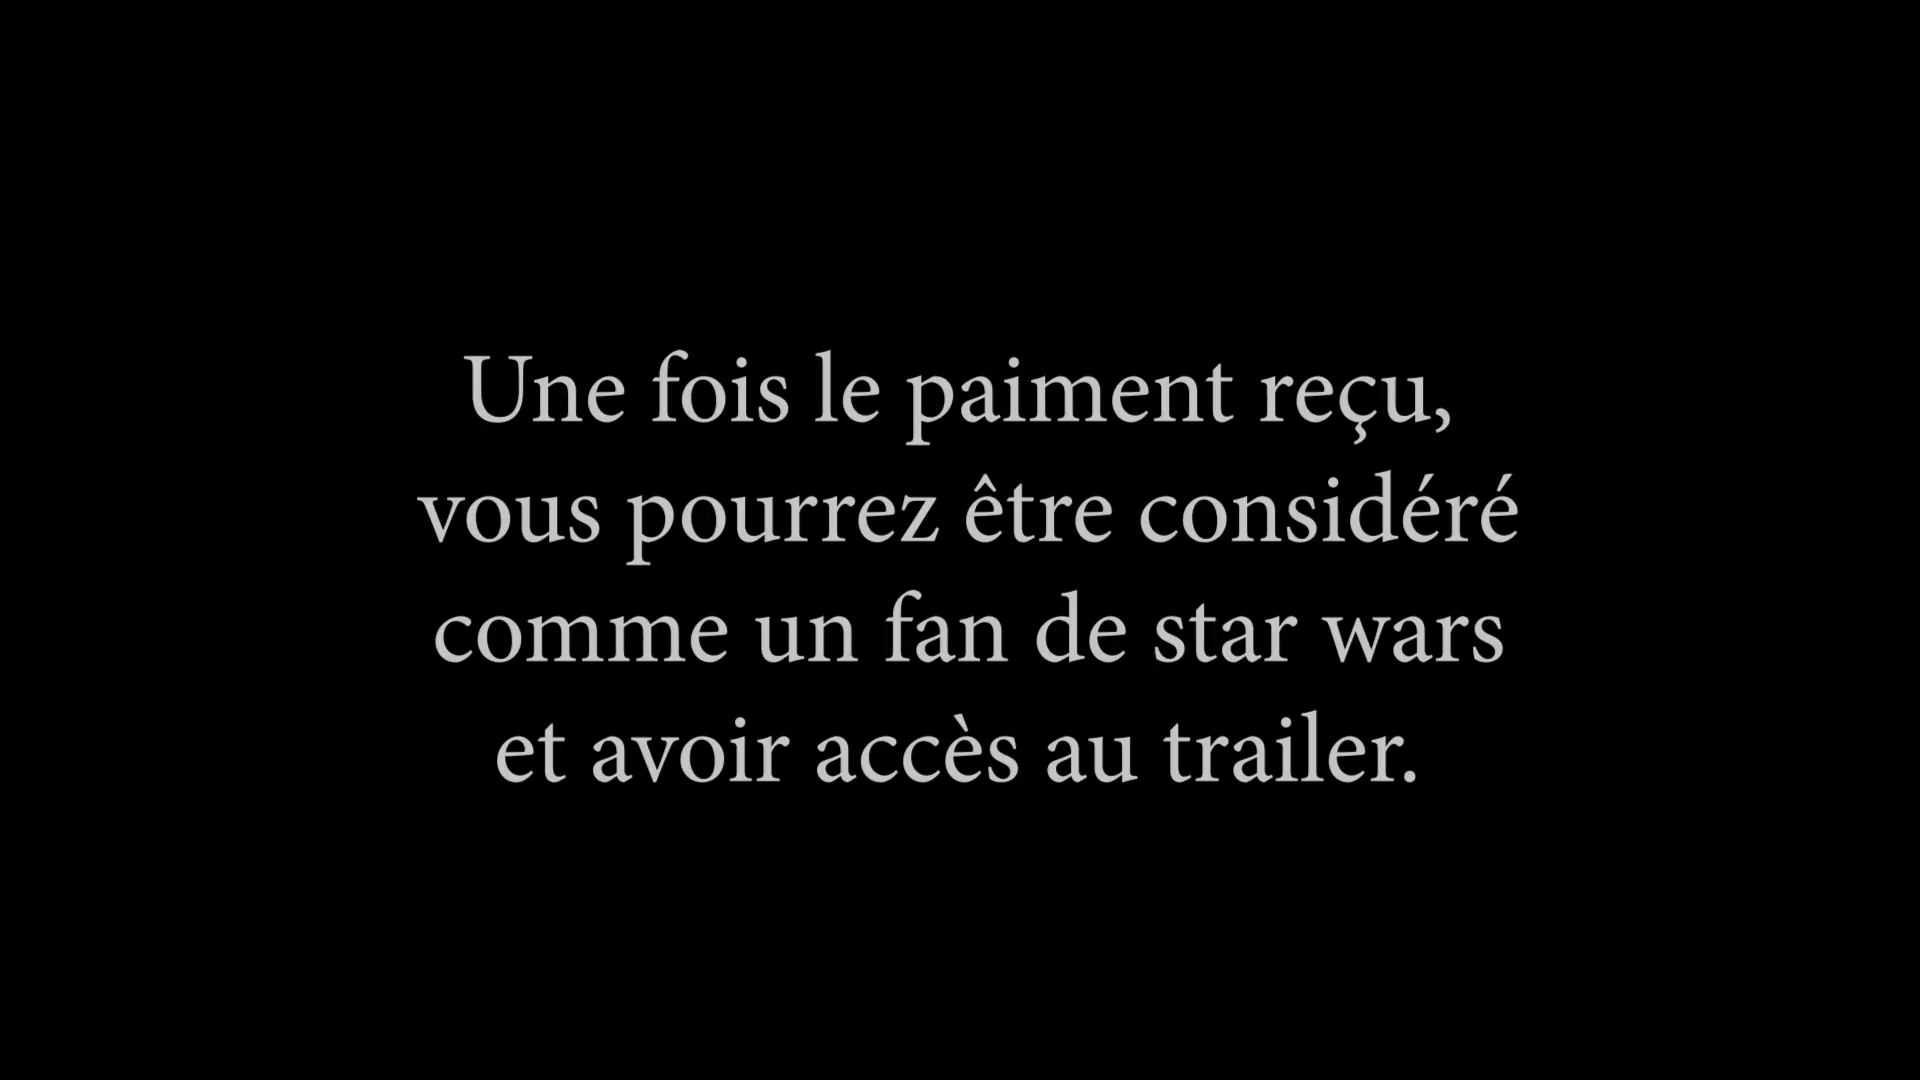 Une fois le paiment reçu,
vous pourrez être considéré
comme un fan de star wars
et avoir accès au trailer.